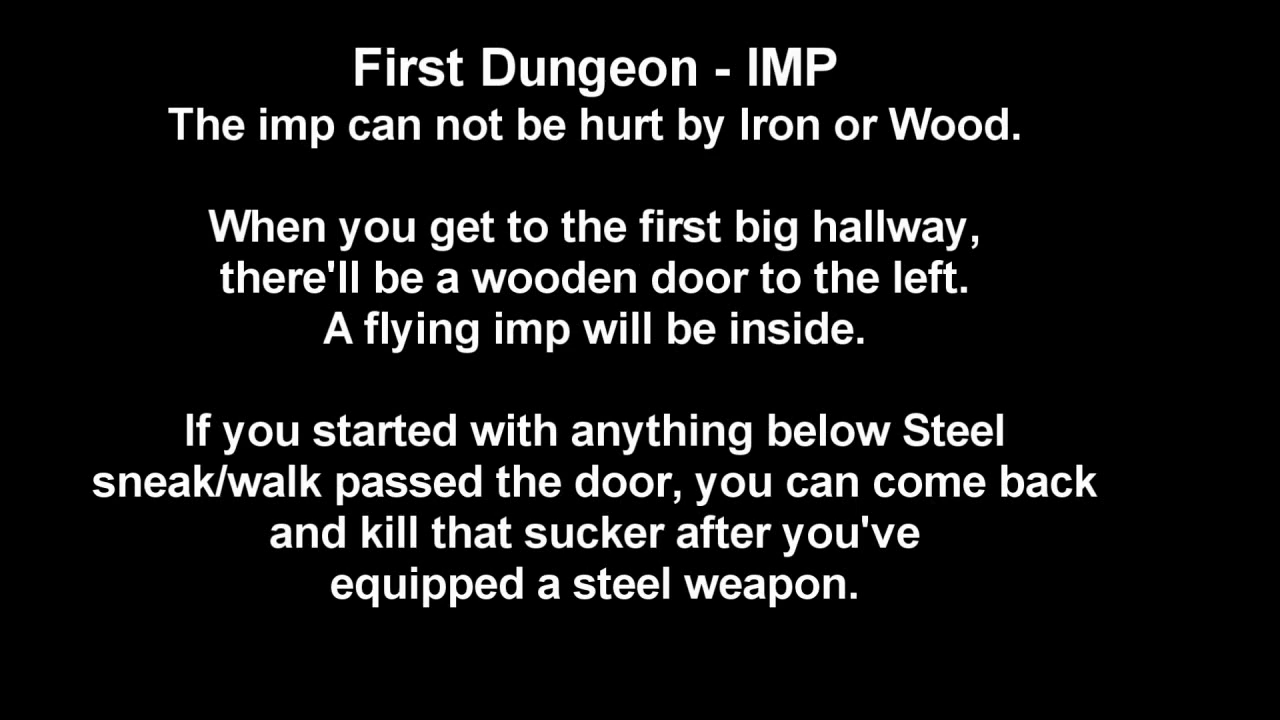 First Dungeon - IMP
The imp can not be hurt by Iron or Wood.
When you get to the first big hallway,
there'll be a wooden door to the left.
A flying imp will be inside.
If you started with anything below Steel
sneak/walk passed the door, you can come back
and kill that sucker after you've
equipped a steel weapon.